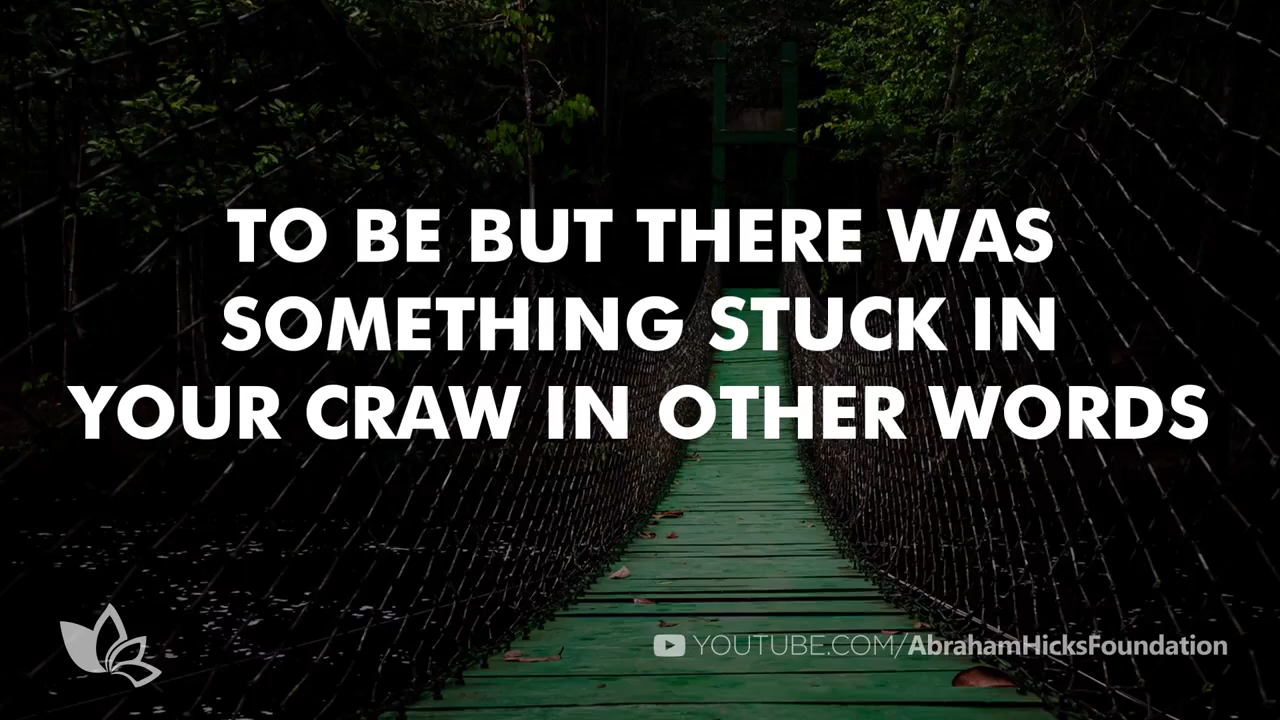 TO BE BUT THERE WAS
SOMETHING STUCK IN
YOUR CRAW IN OTHER WORDS
YOUTUBE.COM/AbrahamHicksFoundation